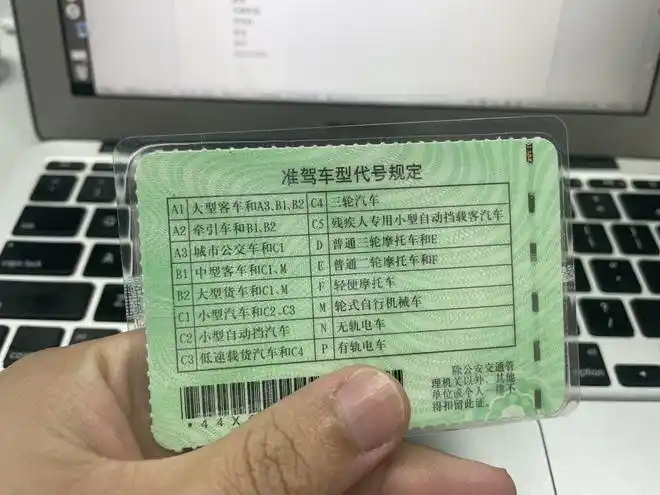 准驾车型代号规定
A1 大型客车和A3、B1、B2 C4 三轮汽车
A2 牵引车和B1、B2 C5 残疾人专用小型自动挡载客汽车
A3 城市公交车和C1 D 普通三轮摩托车和E
B1 中型客车和C1、M E 普通二轮摩托车和F
B2 大型货车和C1、M F 轻便摩托车
C1 小型汽车和C2、C3 M 轮式自行机械车
C2 小型自动挡汽车 N 无轨电车
C3 低速载货汽车和C4 P 有轨电车
除公安交通管
理机关以外，其他
单位或个人一律不
得扣留此证。
*44X